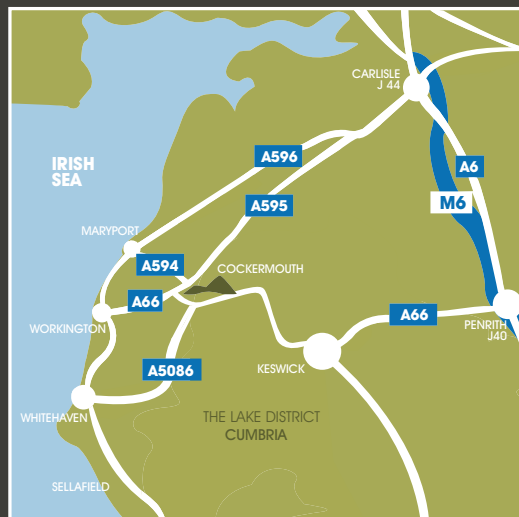 CARLISLE
J 44
A596
IRISH
SEA
A6
A595
M6
MARYPORT
A594
COCKERMOUTH
A66
A66
WORKINGTON
PENRITH
J40
A5086
KESWICK
WHITEHAVEN
THE LAKE DISTRICT
CUMBRIA
SELLAFIELD